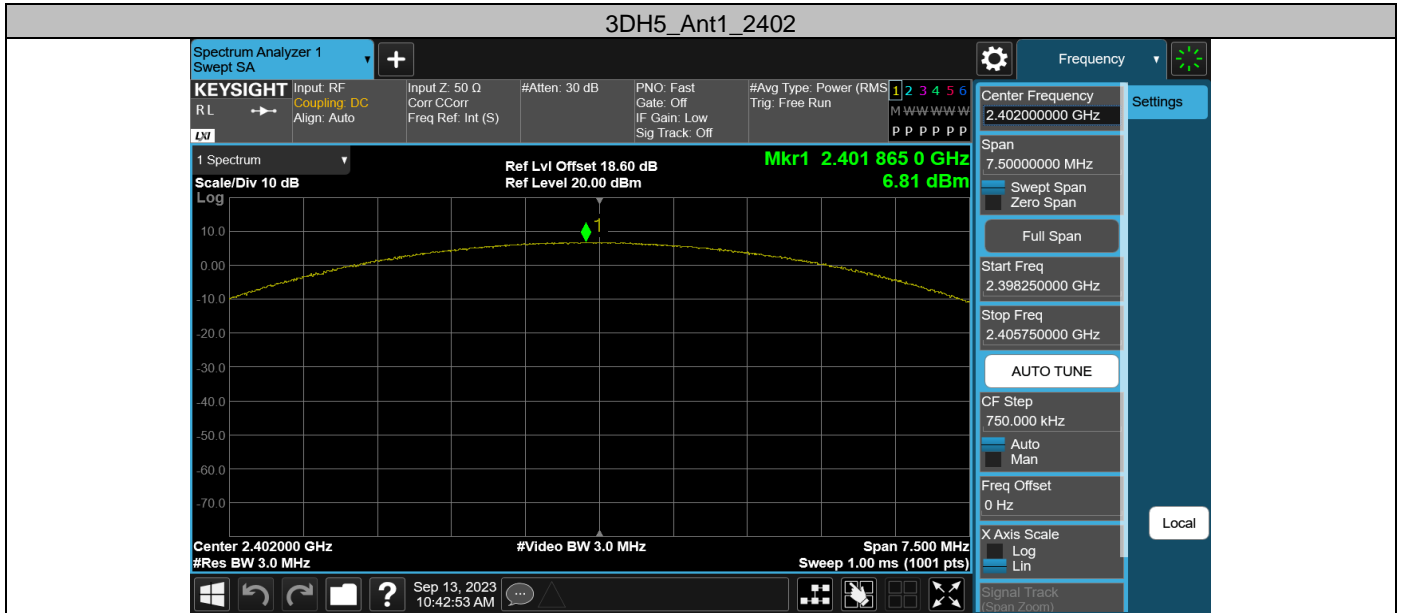 3DH5_Ant1_2402
Spectrum Analyzer 1
Swept SA
Frequency
KEYSIGHT
RL
LXI
Input: RF
Coupling: DC
Align: Auto
Input Z: 50 Ω
Corr CCorr
Freq Ref: Int (S)
#Atten: 30 dB
PNO: Fast
Gate: Off
IF Gain: Low
Sig Track: Off
#Avg Type: Power (RMS
Trig: Free Run
1 2 3 4 5 6
M W W W W W
P P P P P P
1 Spectrum
Scale/Div 10 dB
Ref Lvl Offset 18.60 dB
Ref Level 20.00 dBm
Mkr1 2.401 865 0 GHz
6.81 dBm
Log
1
10.0
0.00
-10.0
-20.0
-30.0
-40.0
-50.0
-60.0
-70.0
Center 2.402000 GHz
#Video BW 3.0 MHz
Span 7.500 MHz
#Res BW 3.0 MHz
Sweep 1.00 ms (1001 pts)
Sep 13, 2023
10:42:53 AM
Center Frequency
2.402000000 GHz
Span
7.50000000 MHz
Swept Span
Zero Span
Full Span
Start Freq
2.398250000 GHz
Stop Freq
2.405750000 GHz
AUTO TUNE
CF Step
750.000 kHz
Auto
Man
Freq Offset
0 Hz
X Axis Scale
Log
Lin
Signal Track
(Span Zoom)
Settings
Local